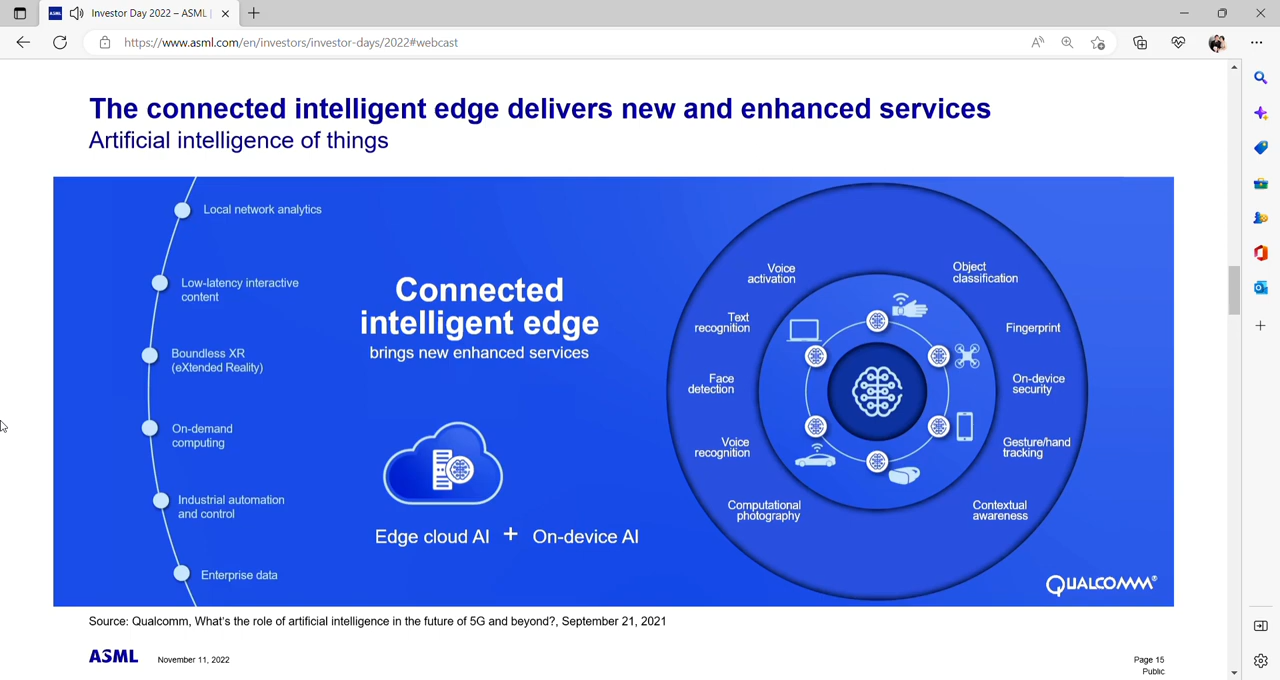 Investor Day 2022 – ASML |
https://www.asml.com/en/investors/investor-days/2022#webcast
The connected intelligent edge delivers new and enhanced services
Artificial intelligence of things
Local network analytics
Low-latency interactive
content
Boundless XR
(eXtended Reality)
On-demand
computing
Industrial automation
and control
Enterprise data
Connected
intelligent edge
brings new enhanced services
Edge cloud AI + On-device AI
Voice
activation
Text
recognition
Face
detection
Voice
recognition
Computational
photography
Object
classification
Fingerprint
On-device
security
Gesture/hand
tracking
Contextual
awareness
QUALCOMM®
Source: Qualcomm, What's the role of artificial intelligence in the future of 5G and beyond?, September 21, 2021
ASML
November 11, 2022
Page 15
Public